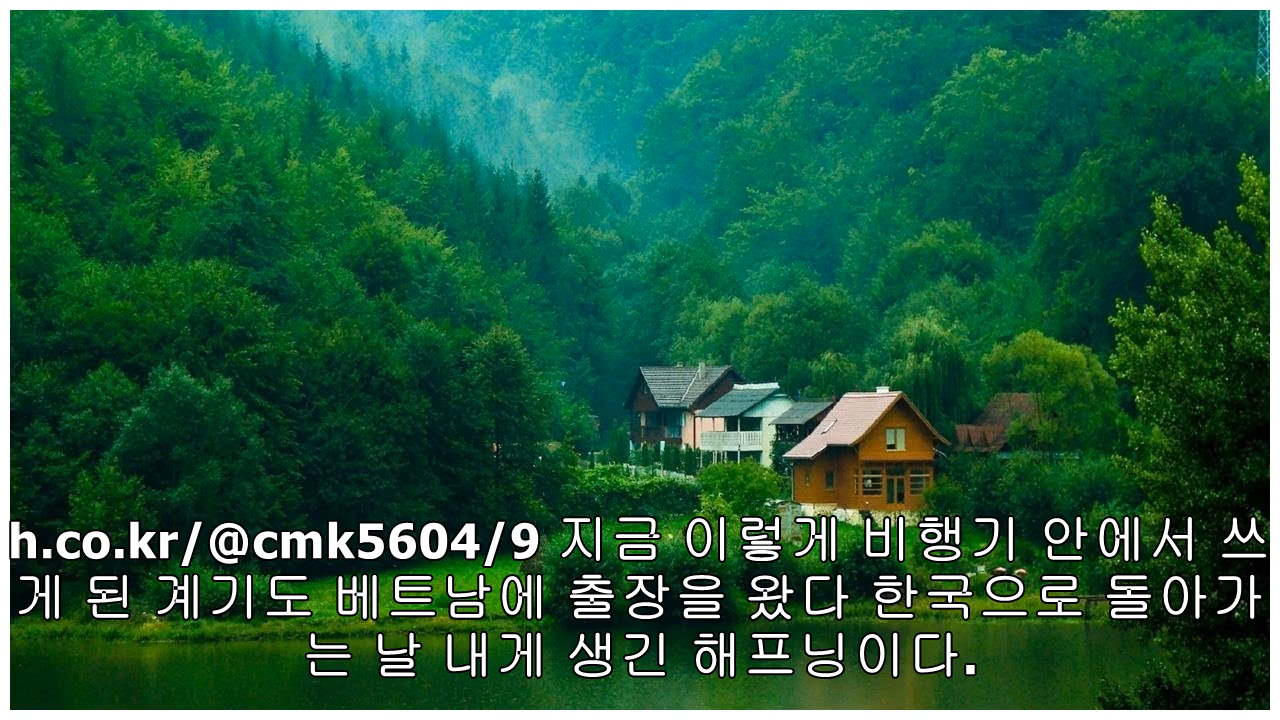 h.co.kr/@cmk5604/9 지금 이렇게 비행기 안에서 쓰
게 된 계기도 베트남에 출장을 왔다 한국으로 돌아가
는 날 내게 생긴 해프닝이다.